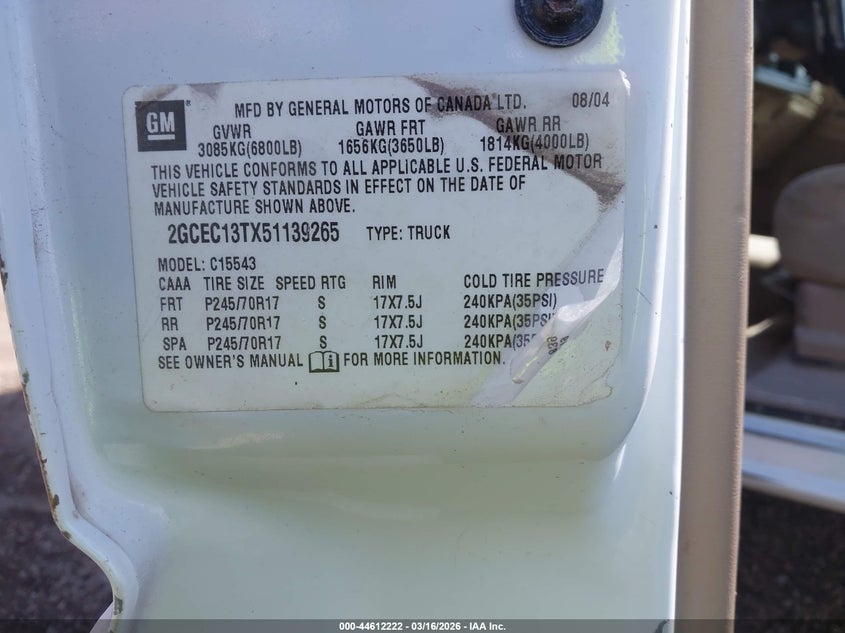 GM
MFD BY GENERAL MOTORS OF CANADA LTD. 08/04
GVWR GAWR FRT GAWR RR
3085KG(6800LB) 1656KG(3650LB) 1814KG(4000LB)
THIS VEHICLE CONFORMS TO ALL APPLICABLE U.S. FEDERAL MOTOR
VEHICLE SAFETY STANDARDS IN EFFECT ON THE DATE OF
MANUFACTURE SHOWN ABOVE.
2GCEC13TX51139265 TYPE: TRUCK
MODEL: C15543
CAAA TIRE SIZE SPEED RTG RIM COLD TIRE PRESSURE
FRT P245/70R17 S 17X7.5J 240KPA(35PSI)
RR P245/70R17 S 17X7.5J 240KPA(35PSI)
SPA P245/70R17 S 17X7.5J 240KPA(35
SEE OWNER'S MANUAL FOR MORE INFORMATION.
000-44612222 / 03/16/2026 - IAA Inc.